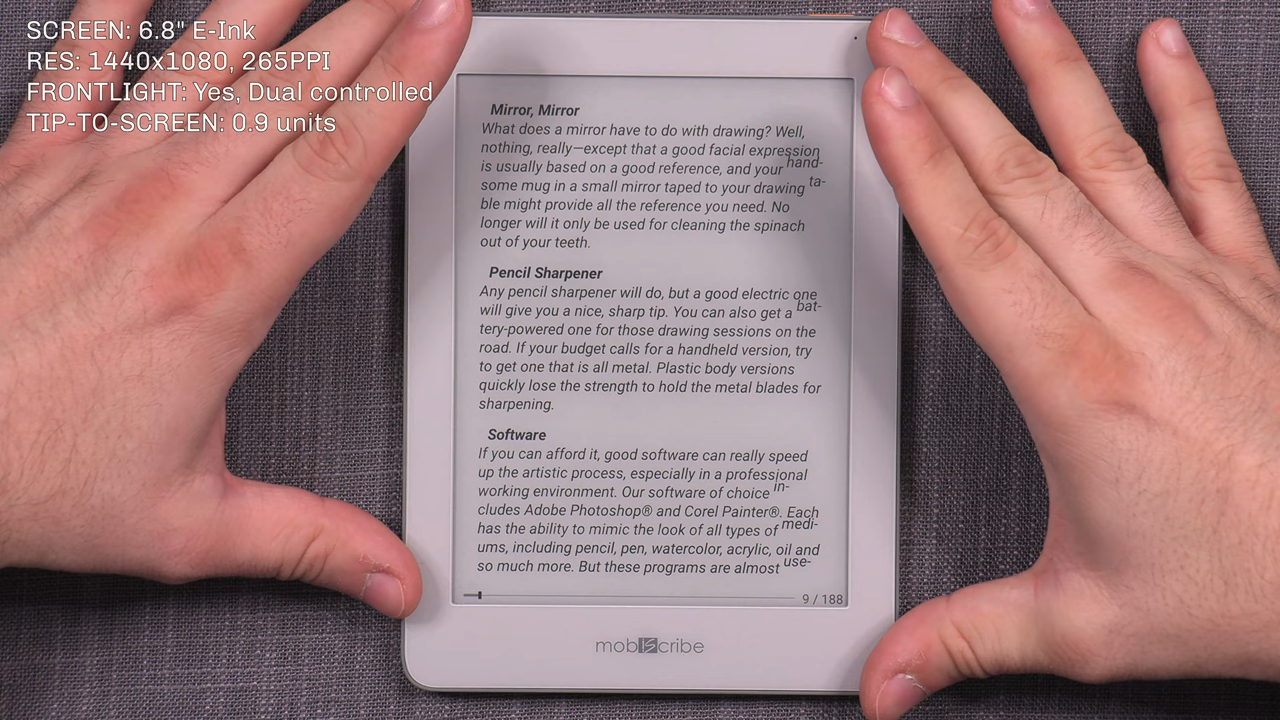 SCREEN: 6.8" E-Ink
RES: 1440x1080, 265PPI
FRONTLIGHT: Yes, Dual controlled
TIP-TO-SCREEN: 0.9 units
Mirror, Mirror
What does a mirror have to do with drawing? Well,
nothing, really—except that a good facial expression
is usually based on a good reference, and your hand-
some mug in a small mirror taped to your drawing ta-
ble might provide all the reference you need. No
longer will it only be used for cleaning the spinach
out of your teeth.
Pencil Sharpener
Any pencil sharpener will do, but a good electric one
will give you a nice, sharp tip. You can also get a bat-
tery-powered one for those drawing sessions on the
road. If your budget calls for a handheld version, try
to get one that is all metal. Plastic body versions
quickly lose the strength to hold the metal blades for
sharpening.
Software
If you can afford it, good software can really speed
up the artistic process, especially in a professional
working environment. Our software of choice in-
cludes Adobe Photoshop® and Corel Painter®. Each
has the ability to mimic the look of all types of medi-
ums, including pencil, pen, watercolor, acrylic, oil and
so much more. But these programs are almost use-
9 / 188
mobiscribe